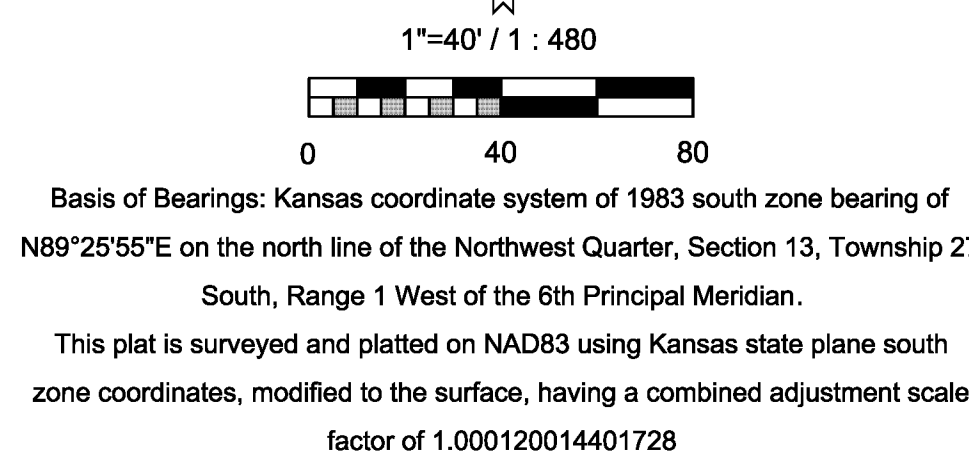 1"=40' / 1 : 480
0 40 80
Basis of Bearings: Kansas coordinate system of 1983 south zone bearing of
N89°25'55"E on the north line of the Northwest Quarter, Section 13, Township 27
South, Range 1 West of the 6th Principal Meridian.
This plat is surveyed and platted on NAD83 using Kansas state plane south
zone coordinates, modified to the surface, having a combined adjustment scale
factor of 1.000120014401728